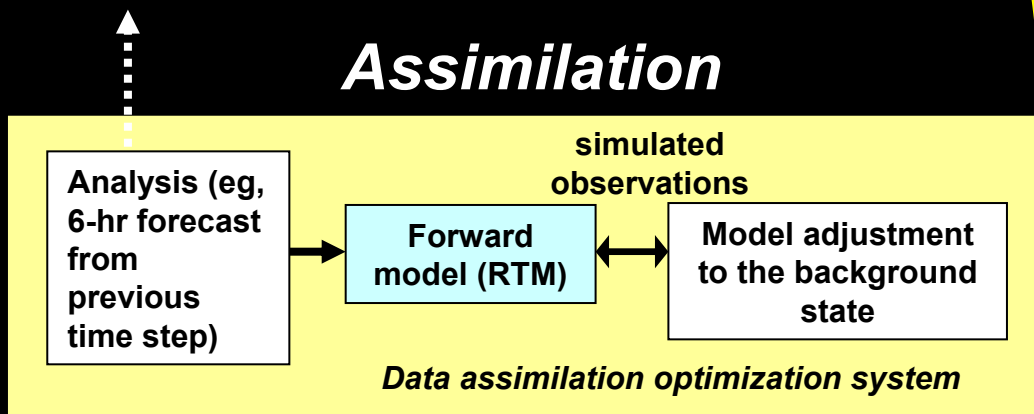 Assimilation
simulated
observations
Analysis (eg,
6-hr forecast
from
previous
time step)
Forward
model (RTM)
Model adjustment
to the background
state
Data assimilation optimization system